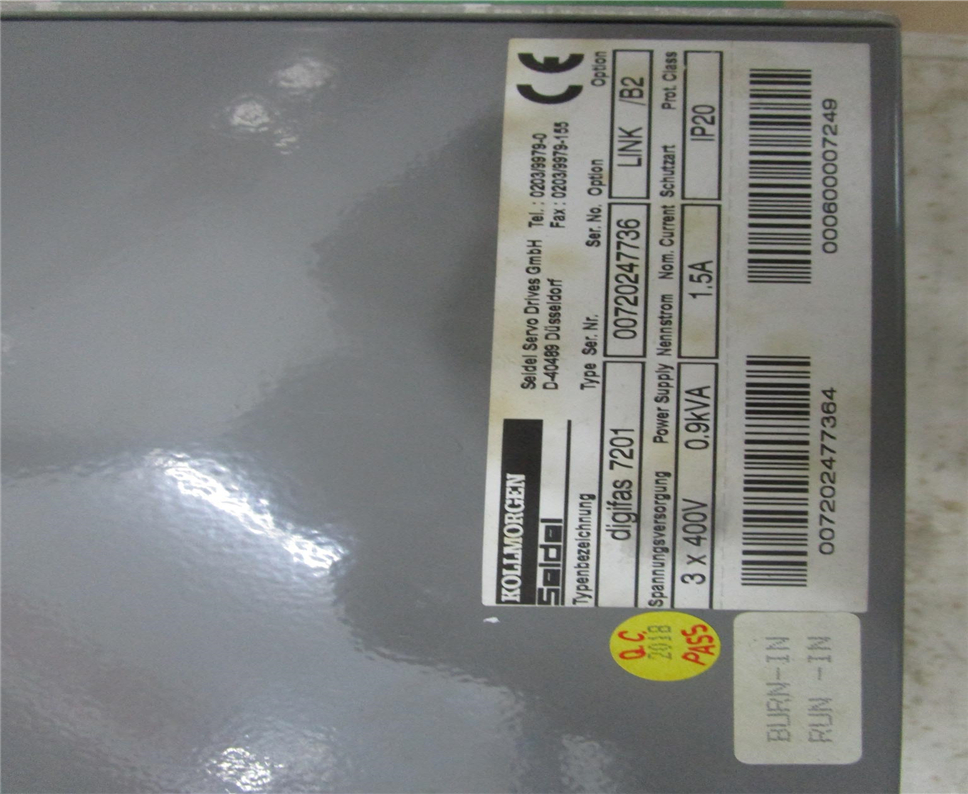 KOLLMORGEN
Seidel
Seidel Servo Drives GmbH Tel.: 0203/9979-0
D-40489 Düsseldorf Fax: 0203/9979-155
CE
Typenbezeichnung Type Ser. Nr. Ser. No. Option Option
digifas 7201 00720247736 LINK /B2
Spannungsversorgung Power Supply Nennstrom Nom. Current Schutzart Prot. Class
3 x 400V 0.9kVA 1.5A IP20
007202477364 000600007249
Q.C.
2018
PASS
BURN-IN
RUN -IN